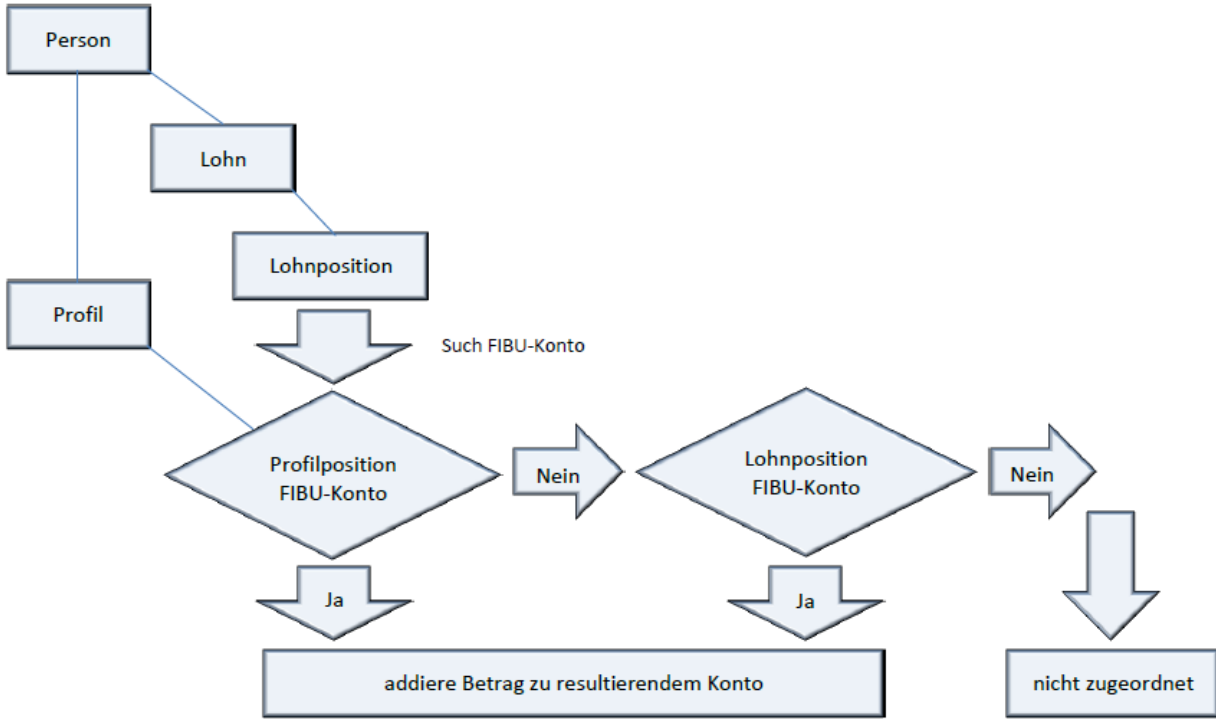 Person
Lohn
Lohnposition
Profil
Such FIBU-Konto
Profilposition
FIBU-Konto
Nein
Lohnposition
FIBU-Konto
Nein
Ja
Ja
addiere Betrag zu resultierendem Konto
nicht zugeordnet